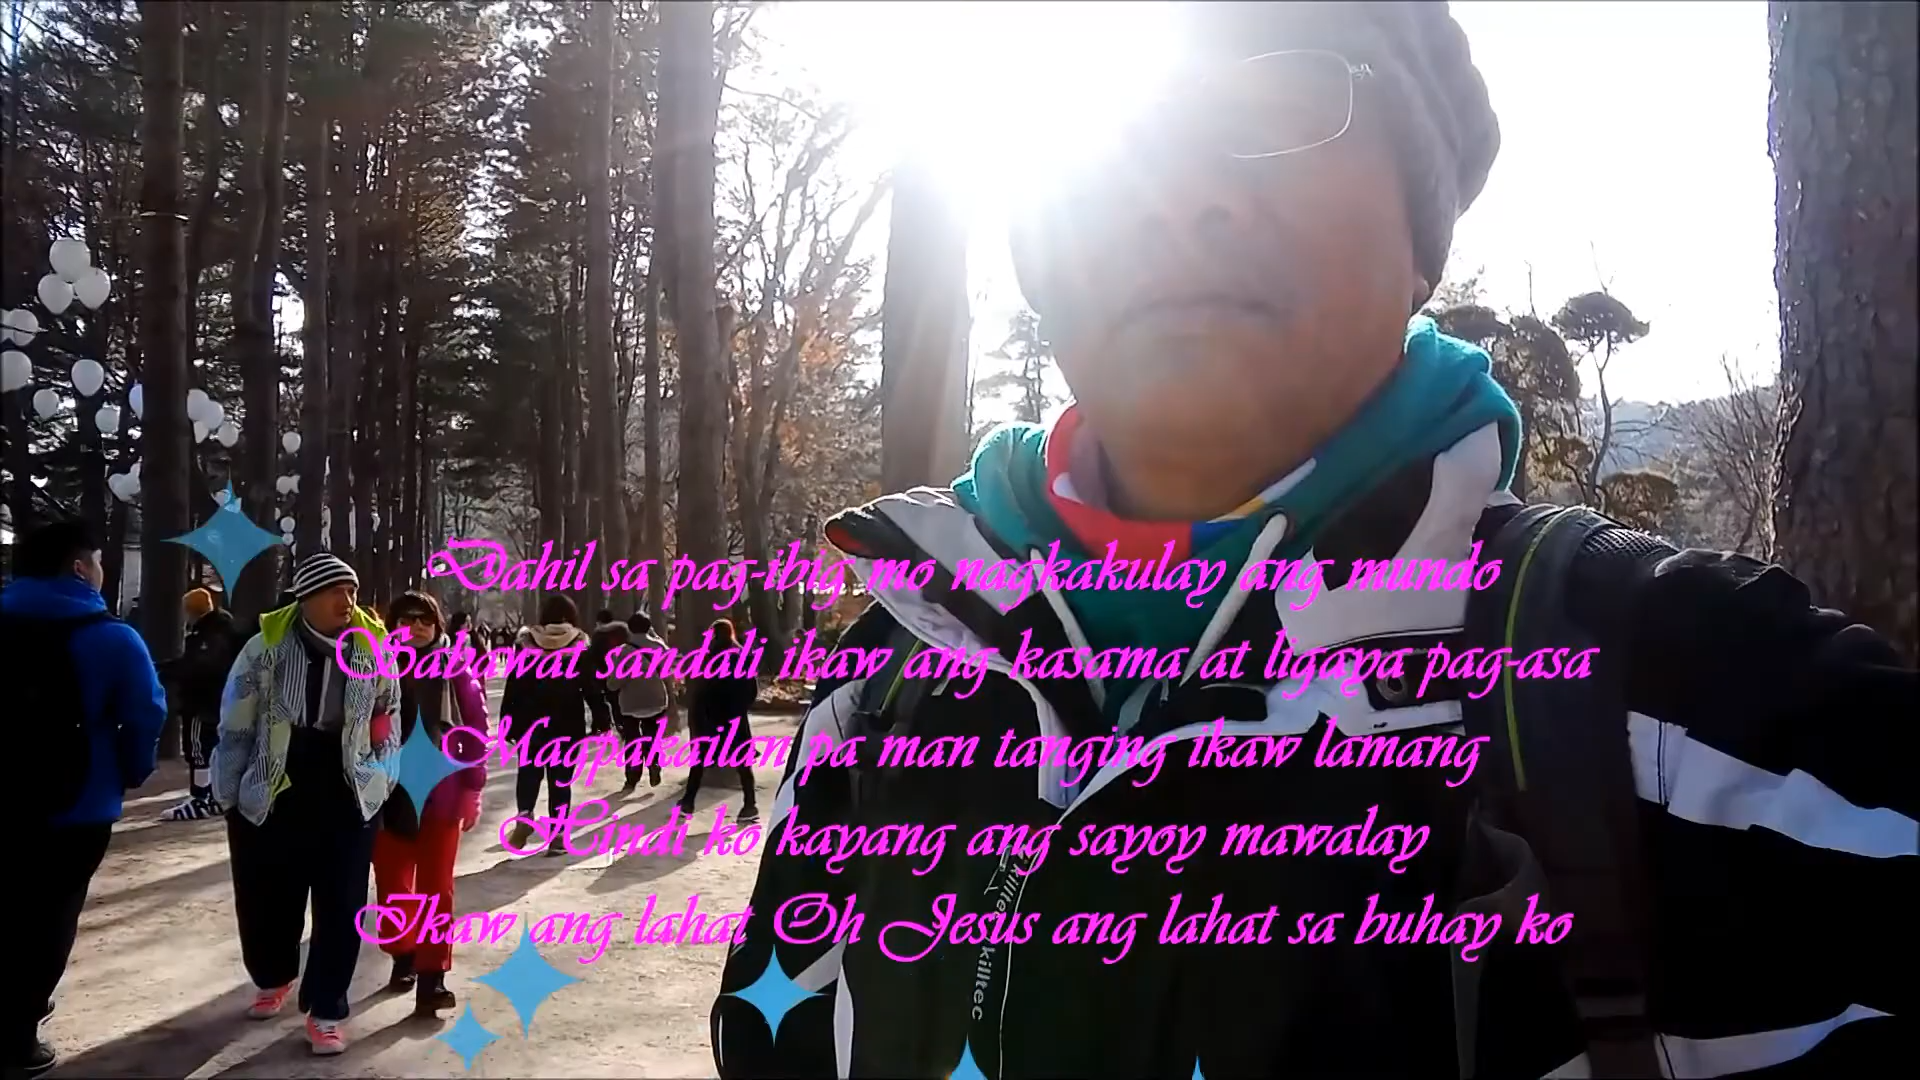 Dahil sa pag-ibig mo nagkakulay ang mundo
Sabawat sandali ikaw ang kasama at ligaya pag-asa
Magpakailan pa man tanging ikaw lamang
Hindi ko kayang ang sayoy mawalay
Ikaw ang lahat Oh Jesus ang lahat sa buhay ko
killtec
killtec